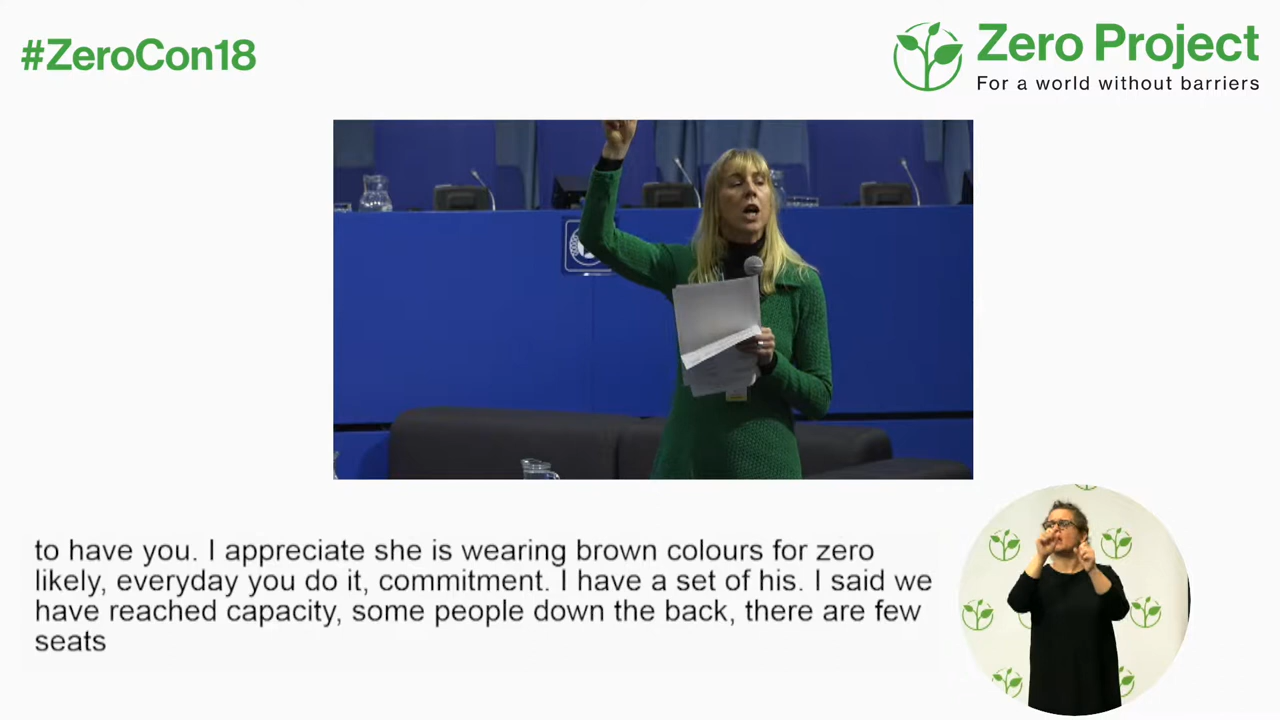 #ZeroCon18
Zero Project
For a world without barriers
to have you. I appreciate she is wearing brown colours for zero
likely, everyday you do it, commitment. I have a set of his. I said we
have reached capacity, some people down the back, there are few
seats